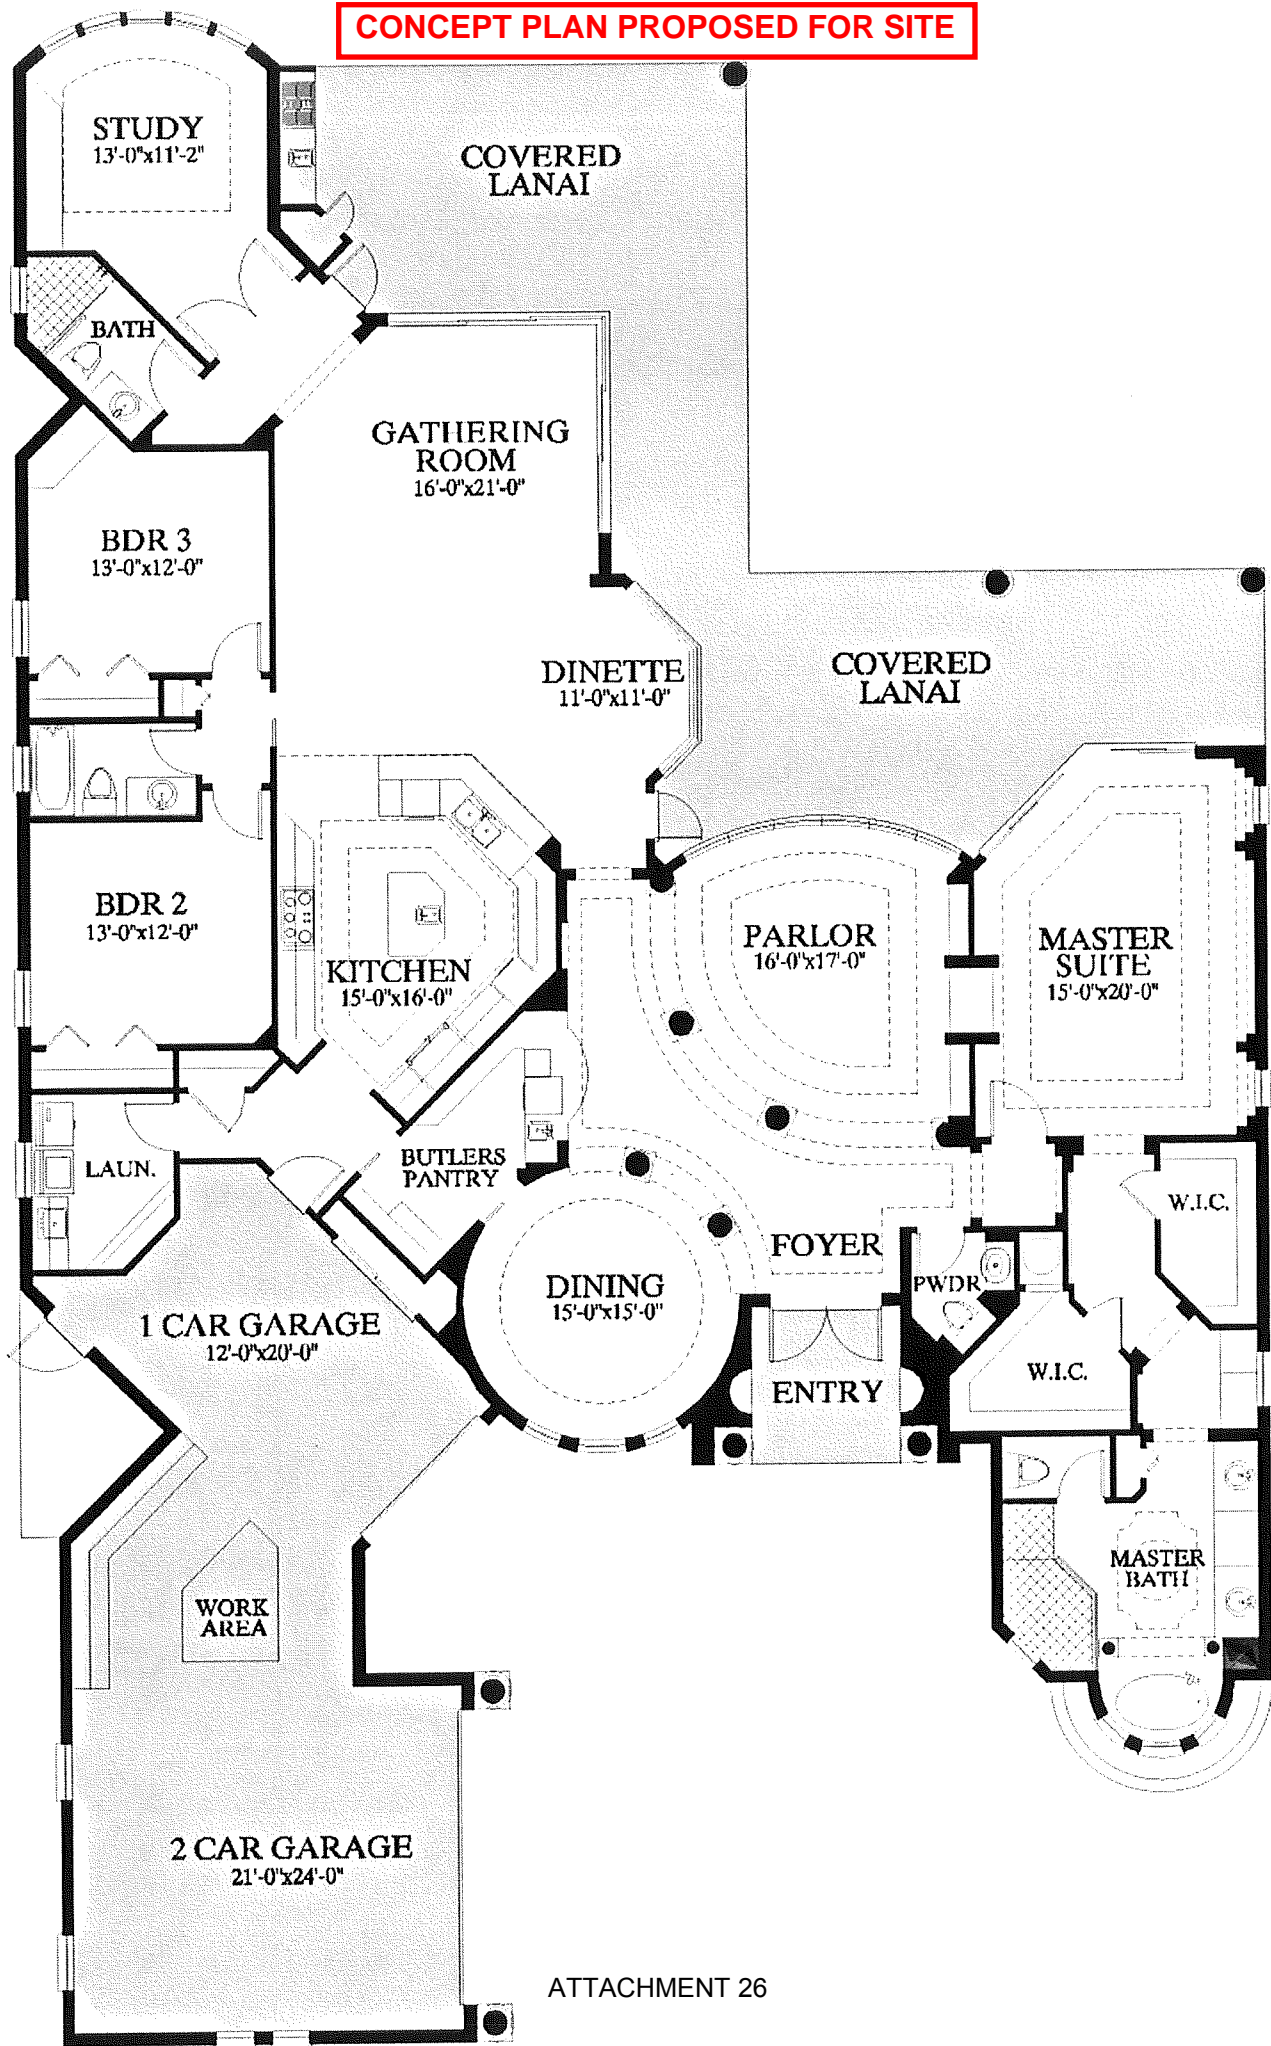 CONCEPT PLAN PROPOSED FOR SITE
STUDY
13'-0"x11'-2"
COVERED
LANAI
BATH
GATHERING
ROOM
16'-0"x21'-0"
BDR 3
13'-0"x12'-0"
DINETTE
11'-0"x11'-0"
COVERED
LANAI
BDR 2
13'-0"x12'-0"
KITCHEN
15'-0"x16'-0"
PARLOR
16'-0"x17'-0"
MASTER
SUITE
15'-0"x20'-0"
LAUN.
BUTLERS
PANTRY
W.I.C.
FOYER
PWDR
DINING
15'-0"x15'-0"
1 CAR GARAGE
12'-0"x20'-0"
ENTRY
W.I.C.
WORK
AREA
MASTER
BATH
2 CAR GARAGE
21'-0"x24'-0"
ATTACHMENT 26